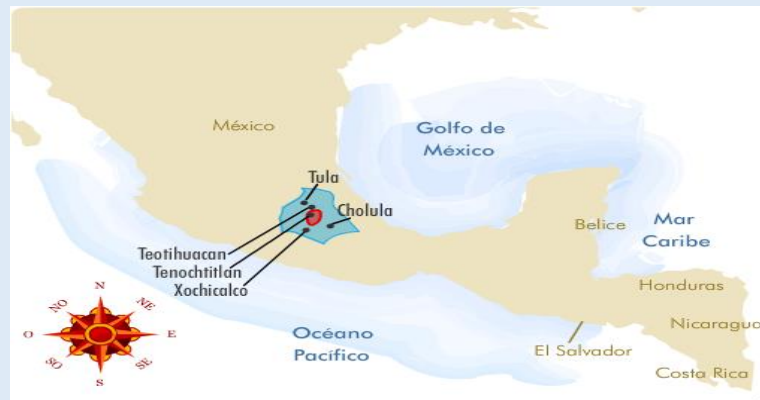 México
Golfo de
México
Tula
Cholula
Belice
Mar
Caribe
Teotihuacan
Tenochtitlán
Xochicalco
Honduras
N
NO
NE
O
E
SO
SE
S
Océano
Pacífico
Nicaragua
El Salvador
Costa Rica